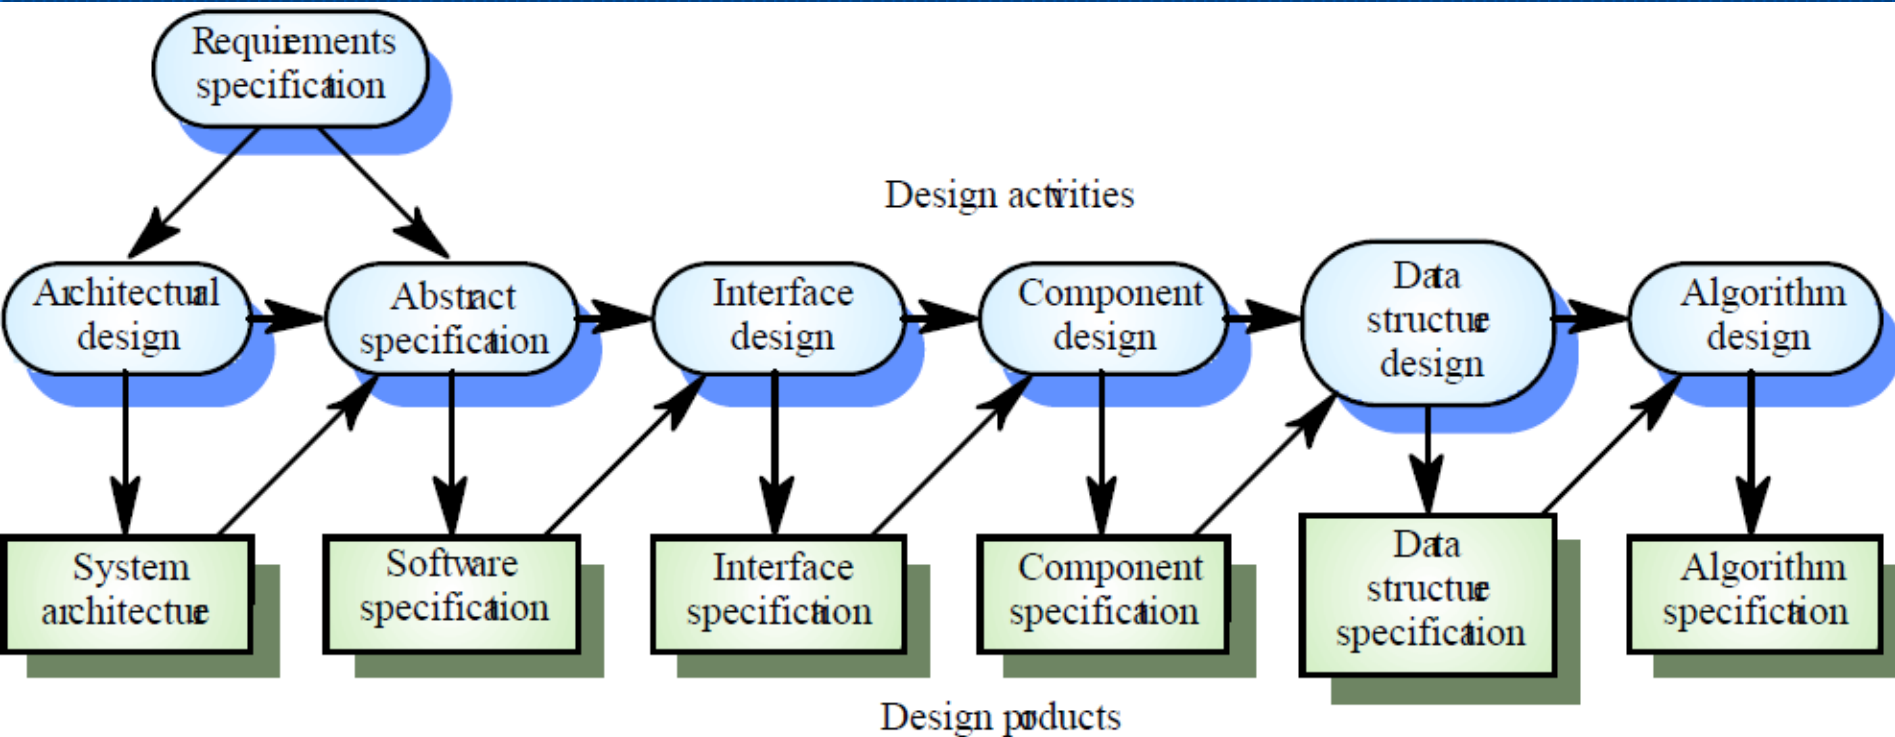 Requirements
specification
Design activities
Architectural
design
Abstract
specification
Interface
design
Component
design
Data
structure
design
Algorithm
design
System
architecture
Software
specification
Interface
specification
Component
specification
Data
structure
specification
Algorithm
specification
Design products